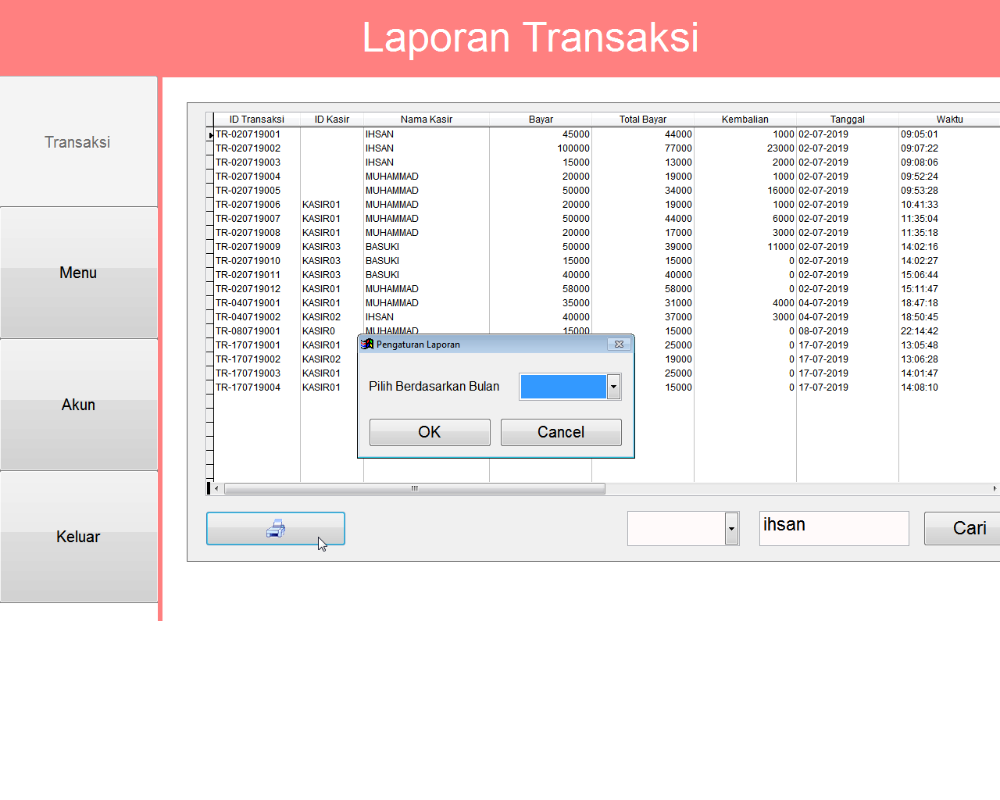 Laporan Transaksi
Transaksi
Menu
Akun
Keluar
ID Transaksi ID Kasir Nama Kasir Bayar Total Bayar Kembalian Tanggal Waktu
TR-020719001 IHSAN 45000 44000 1000 02-07-2019 09:05:01
TR-020719002 IHSAN 100000 77000 23000 02-07-2019 09:07:22
TR-020719003 IHSAN 15000 13000 2000 02-07-2019 09:08:06
TR-020719004 MUHAMMAD 20000 19000 1000 02-07-2019 09:52:24
TR-020719005 MUHAMMAD 50000 34000 16000 02-07-2019 09:53:28
TR-020719006 KASIR01 MUHAMMAD 20000 19000 1000 02-07-2019 10:41:33
TR-020719007 KASIR01 MUHAMMAD 50000 44000 6000 02-07-2019 11:35:04
TR-020719008 KASIR01 MUHAMMAD 20000 17000 3000 02-07-2019 11:35:18
TR-020719009 KASIR03 BASUKI 50000 39000 11000 02-07-2019 14:02:16
TR-020719010 KASIR03 BASUKI 15000 15000 0 02-07-2019 14:02:27
TR-020719011 KASIR03 BASUKI 40000 40000 0 02-07-2019 15:06:44
TR-020719012 KASIR01 MUHAMMAD 58000 58000 0 02-07-2019 15:11:47
TR-040719001 KASIR01 MUHAMMAD 35000 31000 4000 04-07-2019 18:47:18
TR-040719002 KASIR02 IHSAN 40000 37000 3000 04-07-2019 18:50:45
TR-080719001 KASIR0 MUHAMMAD 15000 15000 0 08-07-2019 22:14:42
TR-170719001 KASIR01 25000 0 17-07-2019 13:05:48
TR-170719002 KASIR02 19000 0 17-07-2019 13:06:28
TR-170719003 KASIR01 25000 0 17-07-2019 14:01:47
TR-170719004 KASIR01 15000 0 17-07-2019 14:08:10
Pengaturan Laporan
Pilih Berdasarkan Bulan
OK Cancel
ihsan Cari